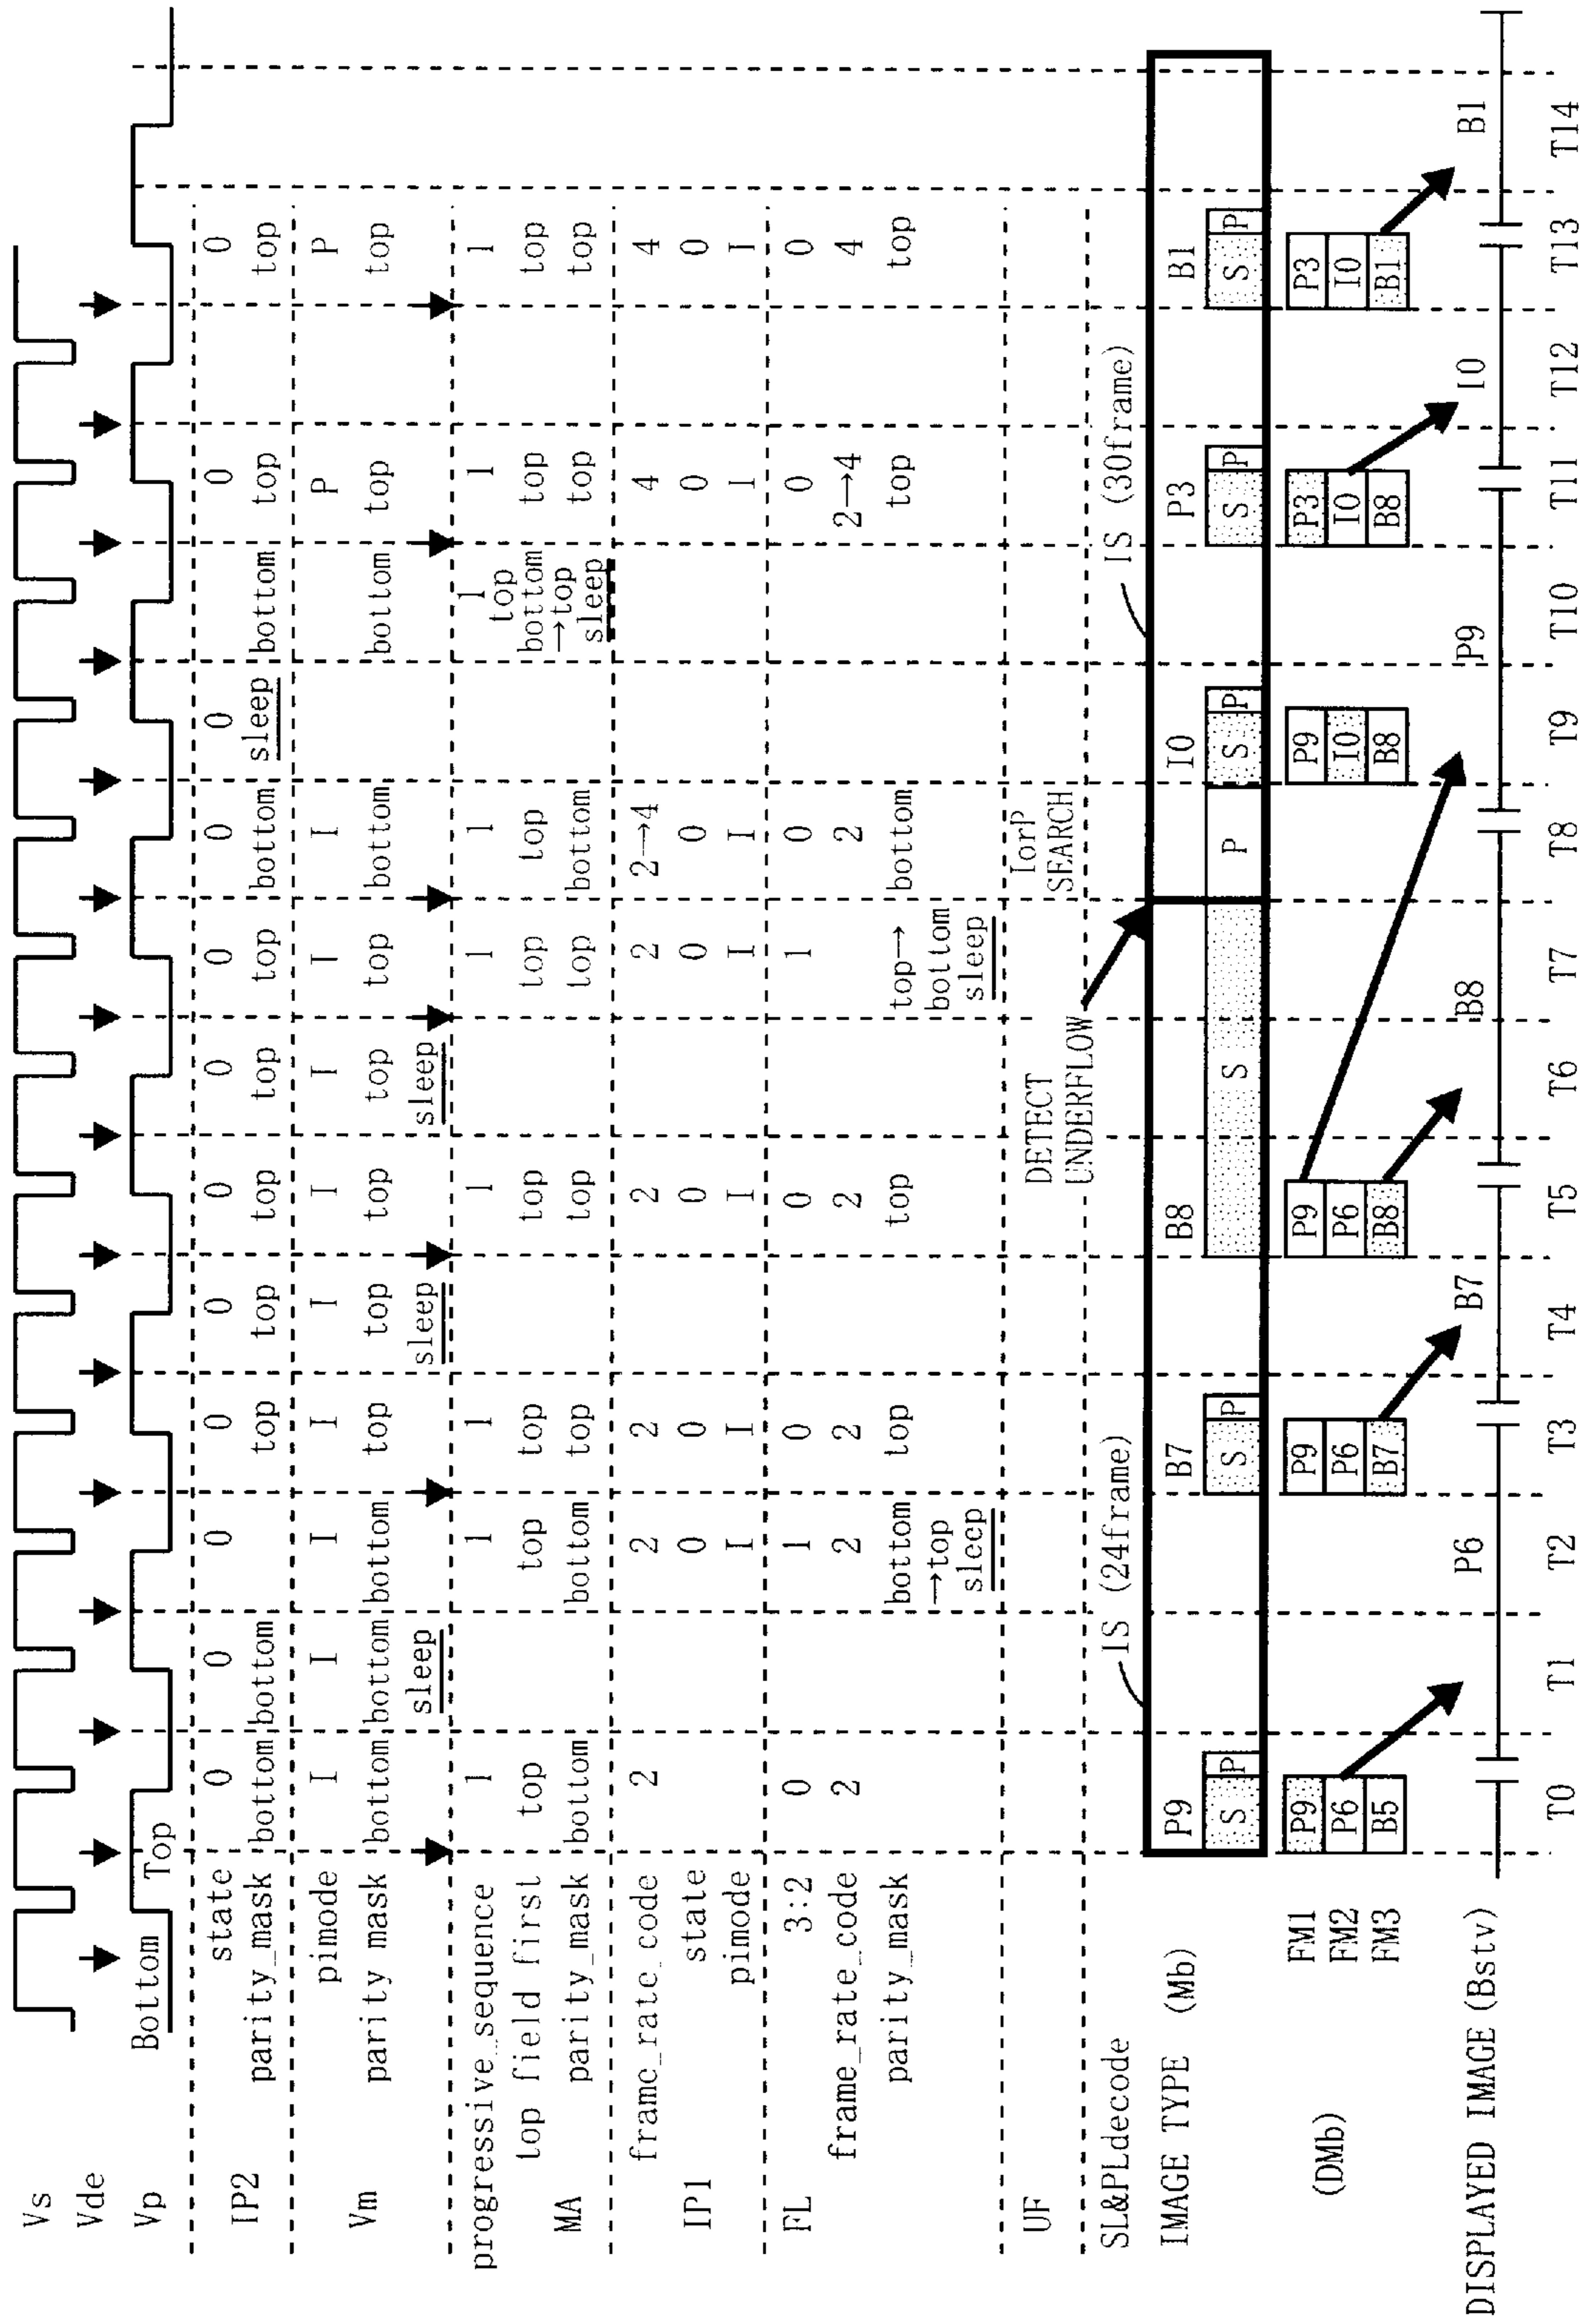 Vs
Vde
Vp Bottom Top
IP2 state 0 0 0 0 0 0 0 0 0 0 0 0
parity_mask bottom bottom top top top top top bottom sleep bottom top top
Vm pimode I I I I I I I I I P P
parity mask bottom bottom bottom top top top top top bottom bottom top top
sleep sleep sleep
progressive_sequence 1 1 1 1 1 1 1 1 1
top field first top top top top top top top top top
MA parity_mask bottom bottom top top top bottom bottom →top sleep top top
frame_rate_code 2 2 2 2 2 2→4 4 4
IP1 state 0 0 0 0 0 0 0
pimode I I I I I I I
FL 3:2 0 1 0 0 1 0 0 0
frame_rate_code 2 2 2 2 2 2→4 4
parity_mask bottom →top top top top→ bottom sleep bottom top top
UF IorP SEARCH
DETECT UNDERFLOW
SL&PLdecode
IS (24frame) IS (30frame)
IMAGE TYPE (Mb) P9 B7 B8 I0 P3 B1
S P S P S S P S P S P S P
FM1 P9 P9 P9 P9 P3 P3
(DMb) FM2 P6 P6 P6 I0 I0 I0
FM3 B5 B7 B8 B8 B8 B1
DISPLAYED IMAGE (Bstv) P6 B7 B8 P9 I0 B1
T0 T1 T2 T3 T4 T5 T6 T7 T8 T9 T10 T11 T12 T13 T14